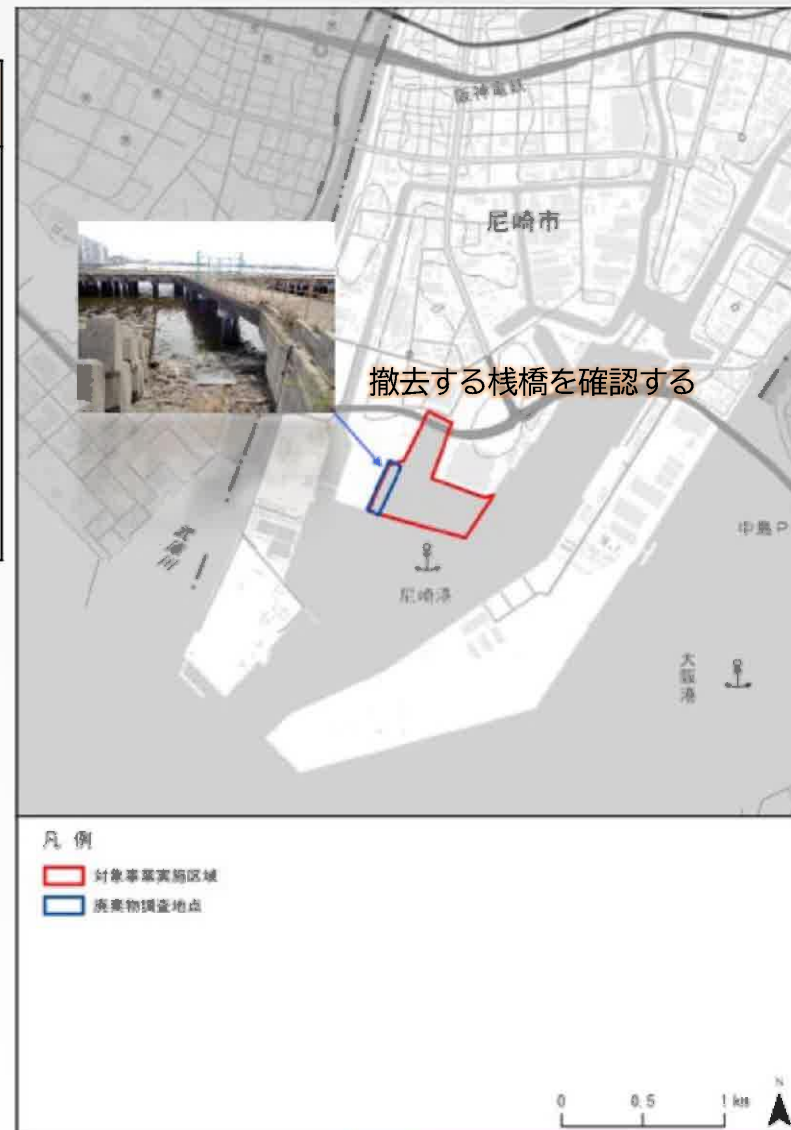 阪神電鉄
尼崎市
撤去する桟橋を確認する
武庫川
中島P
尼崎港
大阪港
凡 例
対象事業実施区域
廃棄物調査地点
0 0.5 1 km
N